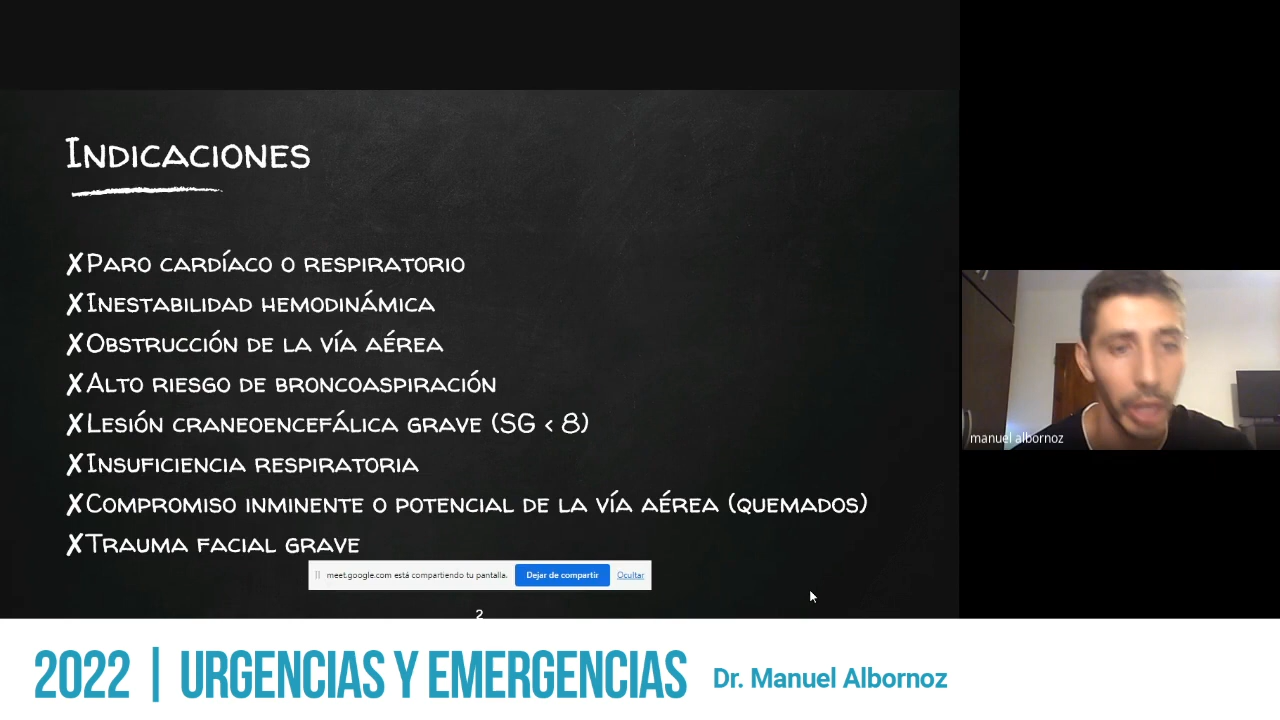 Indicaciones
✗Paro cardíaco o respiratorio
✗Inestabilidad hemodinámica
✗Obstrucción de la vía aérea
✗Alto riesgo de broncoaspiración
✗Lesión craneoencefálica grave (SG < 8)
✗Insuficiencia respiratoria
✗Compromiso inminente o potencial de la vía aérea (quemados)
✗Trauma facial grave
meet.google.com está compartiendo tu pantalla. Dejar de compartir Ocultar
2
manuel albornoz
2022 | URGENCIAS Y EMERGENCIAS Dr. Manuel Albornoz